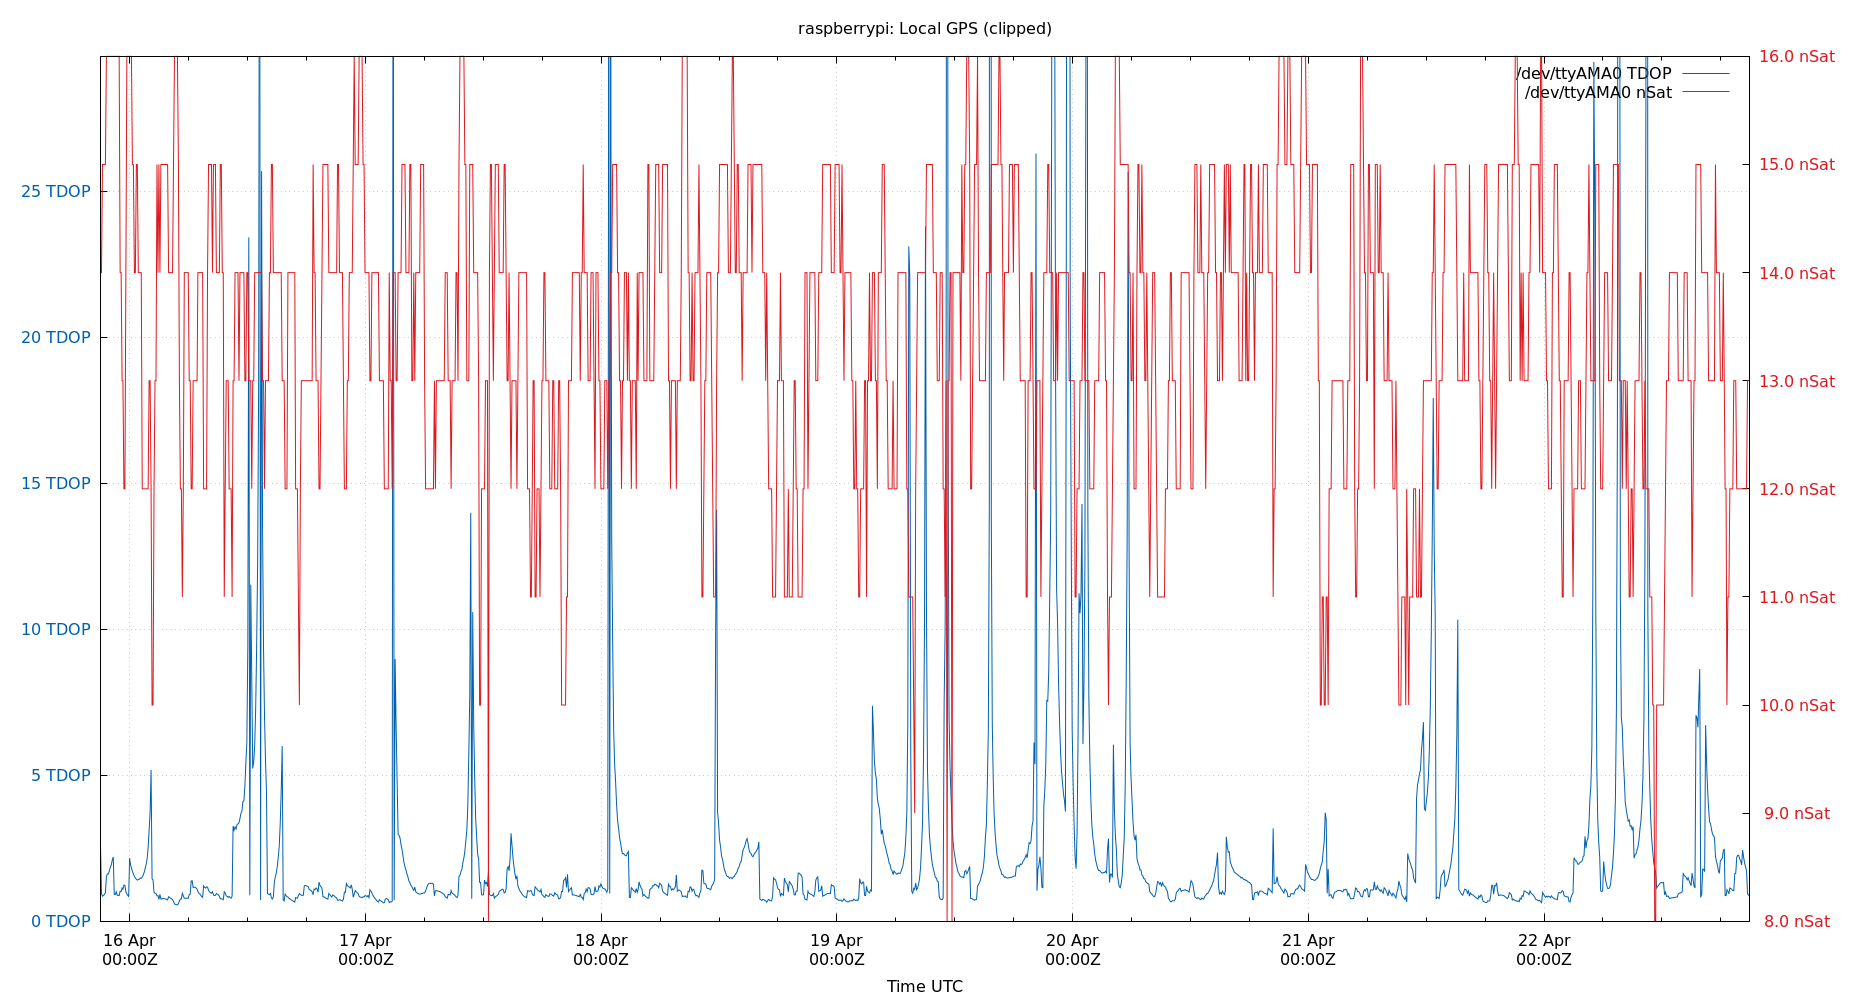 raspberrypi: Local GPS (clipped)
/dev/ttyAMA0 TDOP
/dev/ttyAMA0 nSat
25 TDOP
20 TDOP
15 TDOP
10 TDOP
5 TDOP
0 TDOP
16.0 nSat
15.0 nSat
14.0 nSat
13.0 nSat
12.0 nSat
11.0 nSat
10.0 nSat
9.0 nSat
8.0 nSat
16 Apr
00:00Z
17 Apr
00:00Z
18 Apr
00:00Z
19 Apr
00:00Z
20 Apr
00:00Z
21 Apr
00:00Z
22 Apr
00:00Z
Time UTC